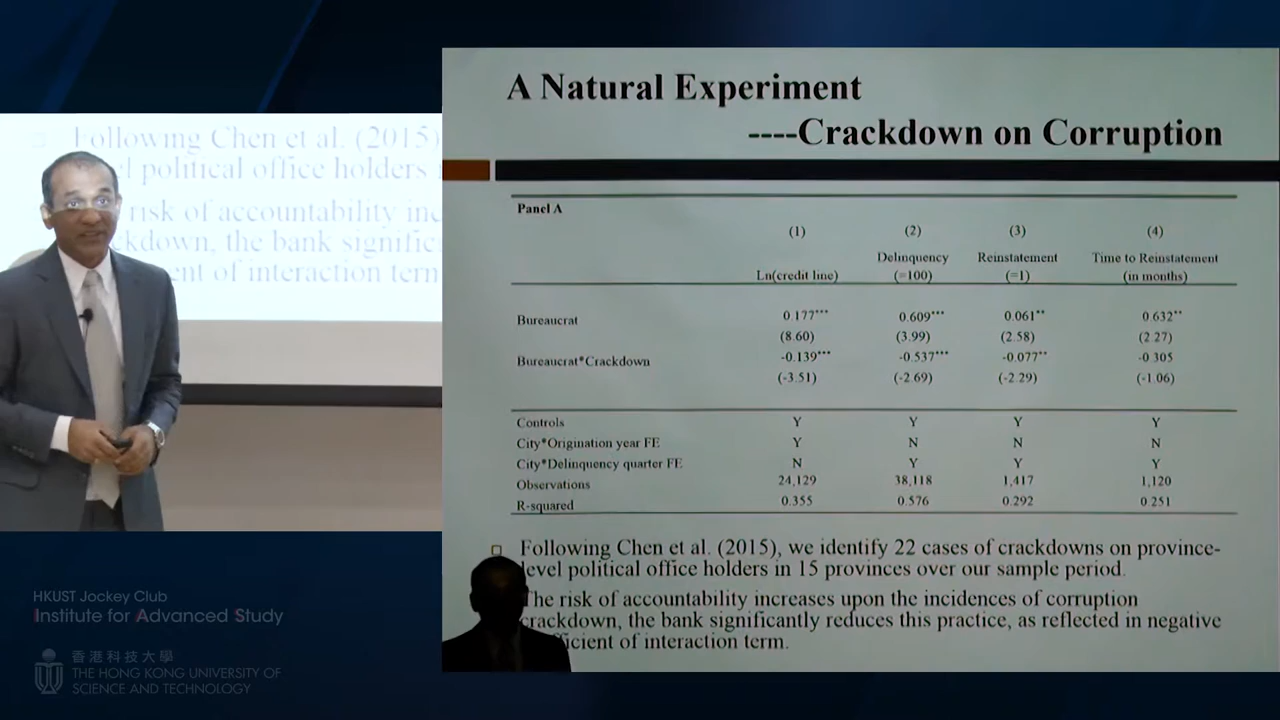 Following Chen et al. (2015)
el political office holders
risk of accountability inc
ckdown, the bank signific
ent of interaction term
HKUST Jockey Club
Institute for Advanced Study
香港科技大學
THE HONG KONG UNIVERSITY OF
SCIENCE AND TECHNOLOGY
A Natural Experiment
----Crackdown on Corruption
Panel A
(1) (2) (3) (4)
Ln(credit line) Delinquency (=100) Reinstatement (=1) Time to Reinstatement (in months)
Bureaucrat 0.177*** 0.609*** 0.061** 0.632**
(8.60) (3.99) (2.58) (2.27)
Bureaucrat*Crackdown -0.139*** -0.537*** -0.077** -0.305
(-3.51) (-2.69) (-2.29) (-1.06)
Controls Y Y Y Y
City*Origination year FE Y N N N
City*Delinquency quarter FE N Y Y Y
Observations 24,129 38,118 1,417 1,120
R-squared 0.355 0.576 0.292 0.251
Following Chen et al. (2015), we identify 22 cases of crackdowns on province-
level political office holders in 15 provinces over our sample period.
The risk of accountability increases upon the incidences of corruption
crackdown, the bank significantly reduces this practice, as reflected in negative
icient of interaction term.